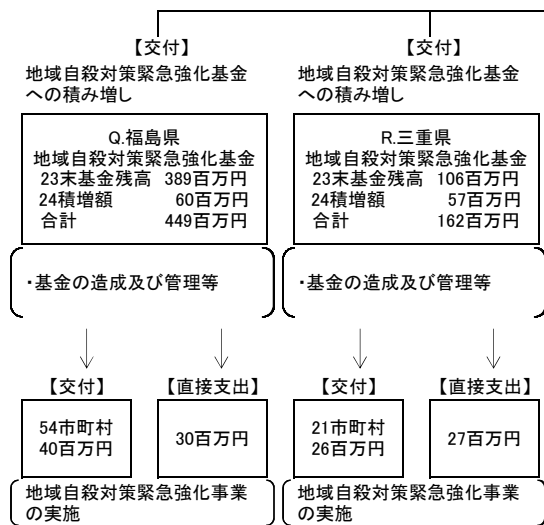 【交付】
地域自殺対策緊急強化基金
への積み増し
Q.福島県
地域自殺対策緊急強化基金
23末基金残高 389百万円
24積増額 60百万円
合計 449百万円
・基金の造成及び管理等
【交付】
54市町村
40百万円
【直接支出】
30百万円
地域自殺対策緊急強化事業
の実施
【交付】
地域自殺対策緊急強化基金
への積み増し
R.三重県
地域自殺対策緊急強化基金
23末基金残高 106百万円
24積増額 57百万円
合計 162百万円
・基金の造成及び管理等
【交付】
21市町村
26百万円
【直接支出】
27百万円
地域自殺対策緊急強化事業
の実施